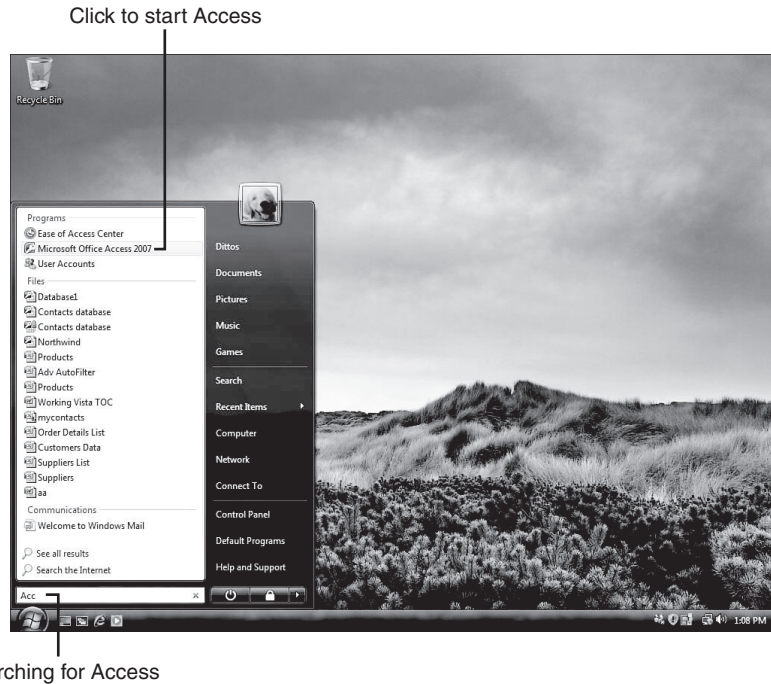 Click to start Access
Recycle Bin
Programs
Ease of Access Center
Microsoft Office Access 2007
User Accounts
Files
Database1
Contacts database
Contacts database
Northwind
Products
Adv AutoFilter
Products
Working Vista TOC
mycontacts
Order Details List
Customers Data
Suppliers List
Suppliers
aa
Communications
Welcome to Windows Mail
See all results
Search the Internet
Acc
Dittos
Documents
Pictures
Music
Games
Search
Recent Items
Computer
Network
Connect To
Control Panel
Default Programs
Help and Support
1:08 PM
rching for Access